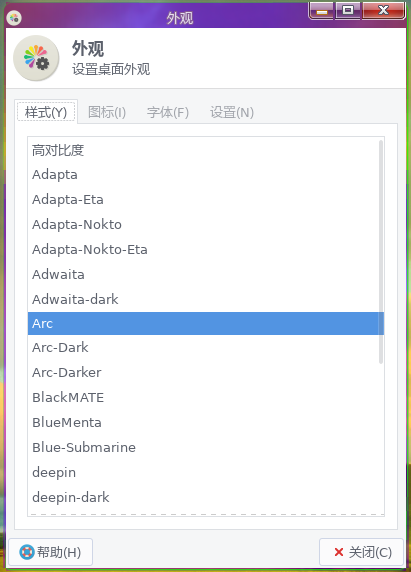 外观
外观
设置桌面外观
样式(Y) 图标(I) 字体(F) 设置(N)
高对比度
Adapta
Adapta-Eta
Adapta-Nokto
Adapta-Nokto-Eta
Adwaita
Adwaita-dark
Arc
Arc-Dark
Arc-Darker
BlackMATE
BlueMenta
Blue-Submarine
deepin
deepin-dark
帮助(H) 关闭(C)